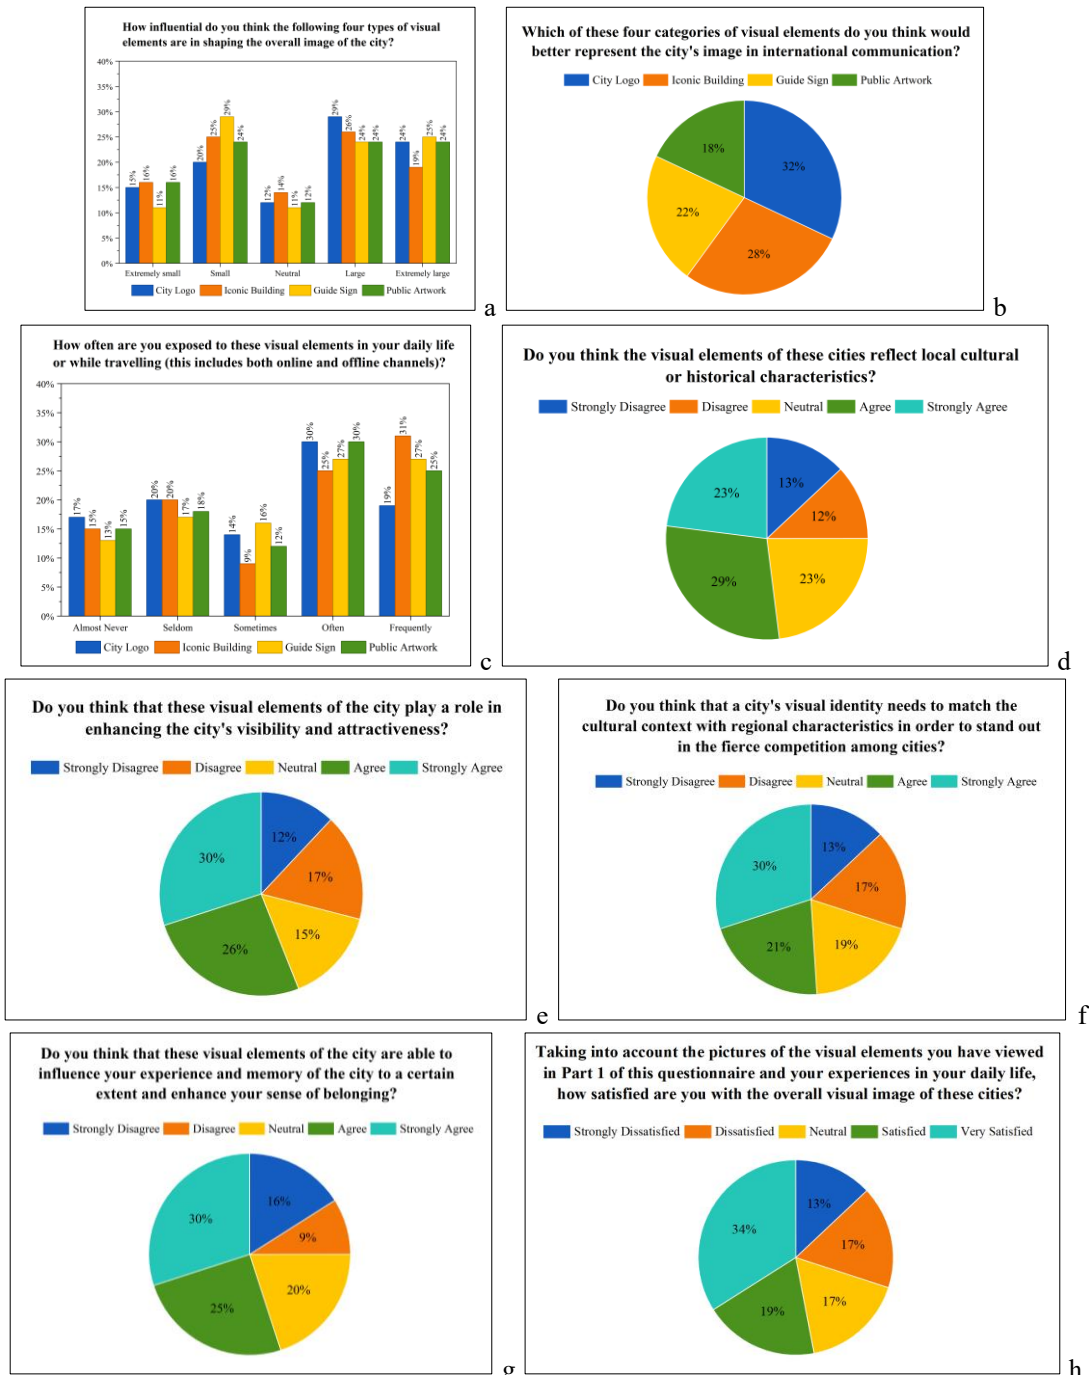 How influential do you think the following four types of visual
elements are in shaping the overall image of the city?
40%
35%
30%
25%
20%
15%
10%
5%
0%
15% 16% 11% 16%
20% 25% 29% 24%
12% 14% 11% 12%
29% 26% 24% 24%
24% 19% 25% 24%
Extremely small Small Neutral Large Extremely large
City Logo Iconic Building Guide Sign Public Artwork
a
Which of these four categories of visual elements do you think would
better represent the city's image in international communication?
City Logo Iconic Building Guide Sign Public Artwork
18%
32%
22%
28%
b
How often are you exposed to these visual elements in your daily life
or while travelling (this includes both online and offline channels)?
40%
35%
30%
25%
20%
15%
10%
5%
0%
17% 15% 13% 15%
20% 20% 17% 18%
14% 9% 16% 12%
30% 25% 27% 30%
19% 31% 27% 25%
Almost Never Seldom Sometimes Often Frequently
City Logo Iconic Building Guide Sign Public Artwork
c
Do you think the visual elements of these cities reflect local cultural
or historical characteristics?
Strongly Disagree Disagree Neutral Agree Strongly Agree
23%
13%
12%
29%
23%
d
Do you think that these visual elements of the city play a role in
enhancing the city's visibility and attractiveness?
Strongly Disagree Disagree Neutral Agree Strongly Agree
12%
30%
17%
15%
26%
e
Do you think that a city's visual identity needs to match the
cultural context with regional characteristics in order to stand out
in the fierce competition among cities?
Strongly Disagree Disagree Neutral Agree Strongly Agree
13%
30%
17%
21%
19%
f
Do you think that these visual elements of the city are able to
influence your experience and memory of the city to a certain
extent and enhance your sense of belonging?
Strongly Disagree Disagree Neutral Agree Strongly Agree
16%
30%
9%
20%
25%
g
Taking into account the pictures of the visual elements you have viewed
in Part 1 of this questionnaire and your experiences in your daily life,
how satisfied are you with the overall visual image of these cities?
Strongly Dissatisfied Dissatisfied Neutral Satisfied Very Satisfied
13%
34%
17%
17%
19%
h